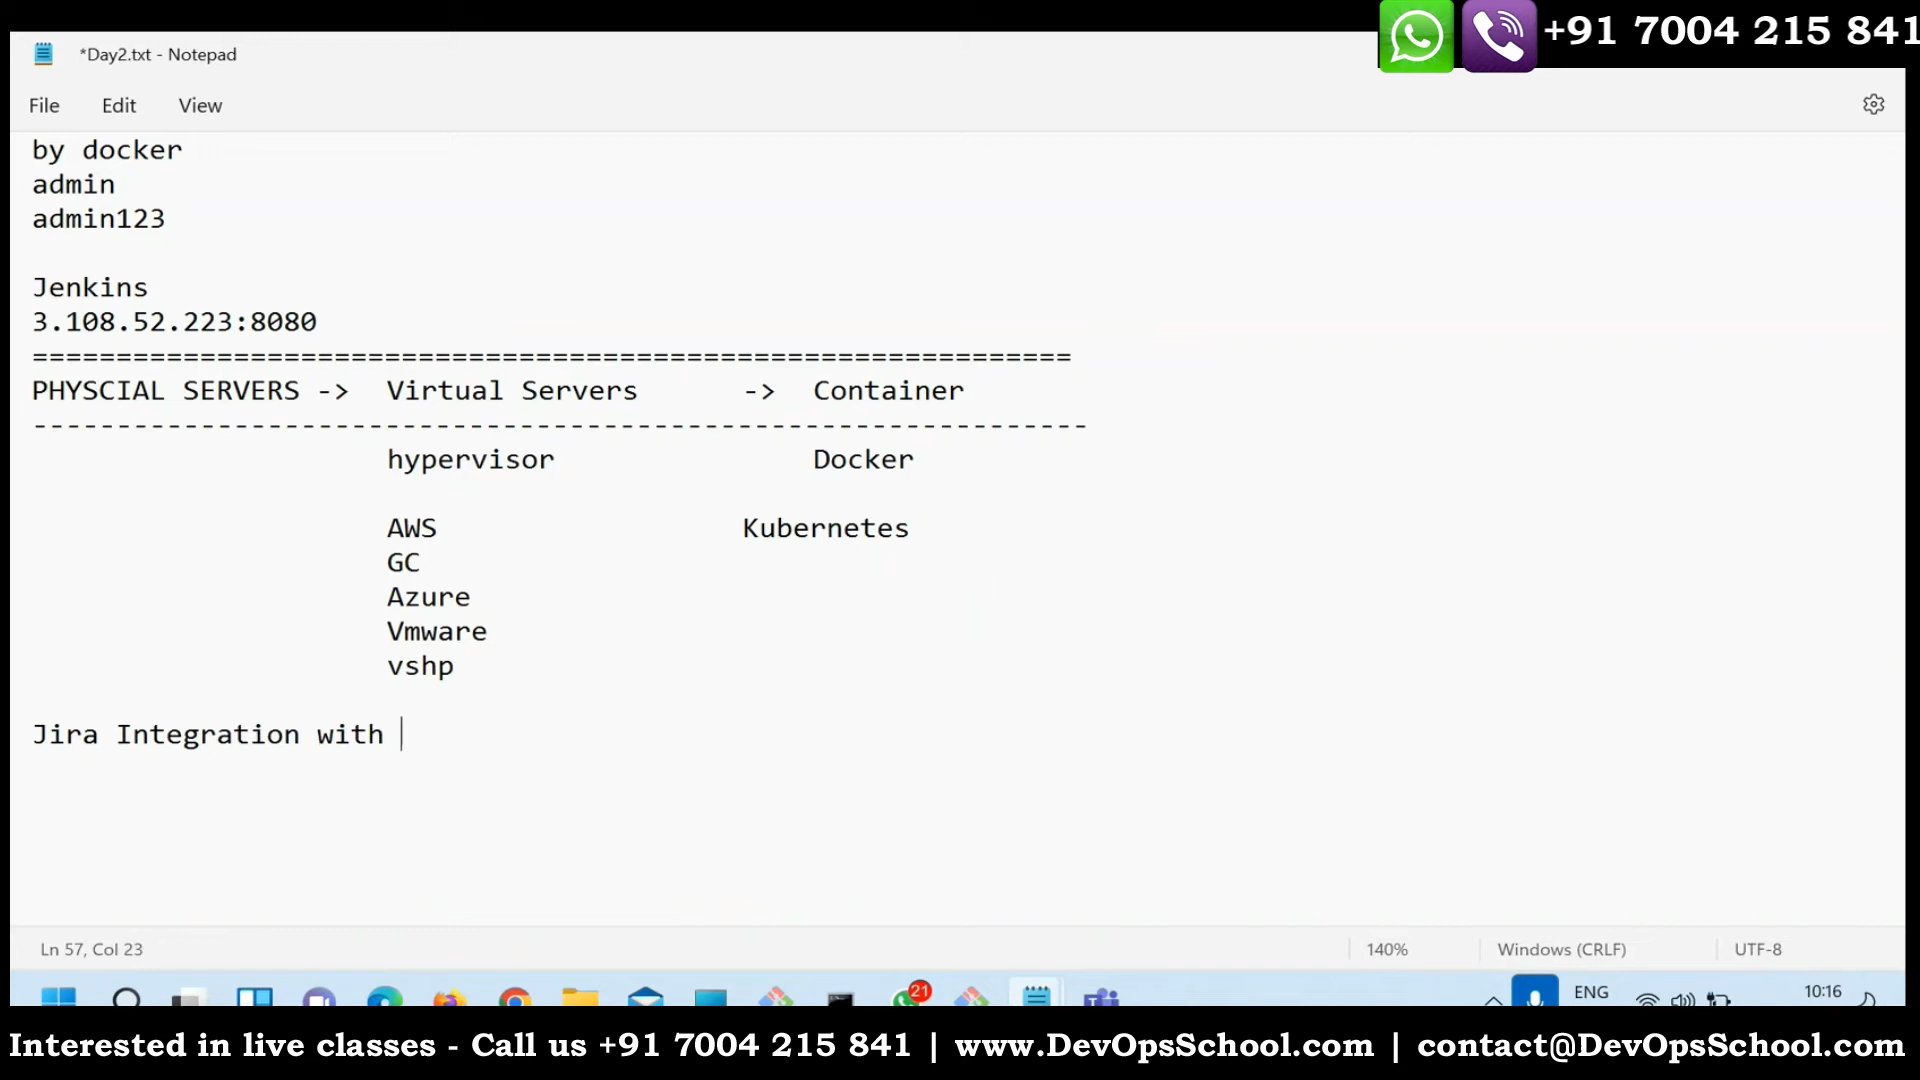 +91 7004 215 841
*Day2.txt - Notepad
File Edit View
by docker
admin
admin123
Jenkins
3.108.52.223:8080
==============================================================
PHYSCIAL SERVERS -> Virtual Servers -> Container
---------------------------------------------------------------
hypervisor Docker
AWS Kubernetes
GC
Azure
Vmware
vshp
Jira Integration with
Ln 57, Col 23 140% Windows (CRLF) UTF-8
21
ENG
10:16
Interested in live classes - Call us +91 7004 215 841 | www.DevOpsSchool.com | contact@DevOpsSchool.com